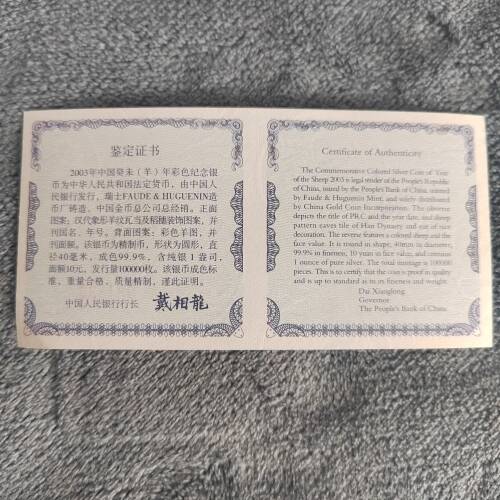 鉴定证书
2003年中国癸未（羊）年彩色纪念银
币为中华人民共和国法定货币，由中国人
民银行发行，瑞士FAUDE & HUGUENIN造
币厂铸造，中国金币总公司总经销。正面
图案：汉代象形羊纹瓦当及稻穗装饰图案，并
刊国名、年号。背面图案：彩色羊图，并
刊面额。该银币为精制币，形状为圆形，直
径40毫米，成色99.9%，含纯银1盎司，
面额10元，发行量100000枚。该银币成色标
准，重量合格，质量精制，谨此证明。
中国人民银行行长 戴相龍
Certificate of Authenticity
The Commemorative Colored Silver Coin of Year
of the Sheep 2003 is legal tender of the People's Republic
of China, issued by the People's Bank of China, minted
by Faude & Huguenin Mint, and solely distributed
by China Gold Coin Incorporation. The obverse
depicts the title of P.R.C and the year date, and sheep
pattern eaves tile of Han Dynasty and ear of rice
decoration. The reverse features a colored sheep and the
face value. It is round in shape, 40mm in diameter,
99.9% in fineness, 10 yuan in face value, and contains
1 ounce of pure silver. The total mintage is 100000
pieces. This is to certify that the coin is proof in quality
and is up to standard as to its fineness and weight.
Dai Xianglong
Governor
The People's Bank of China